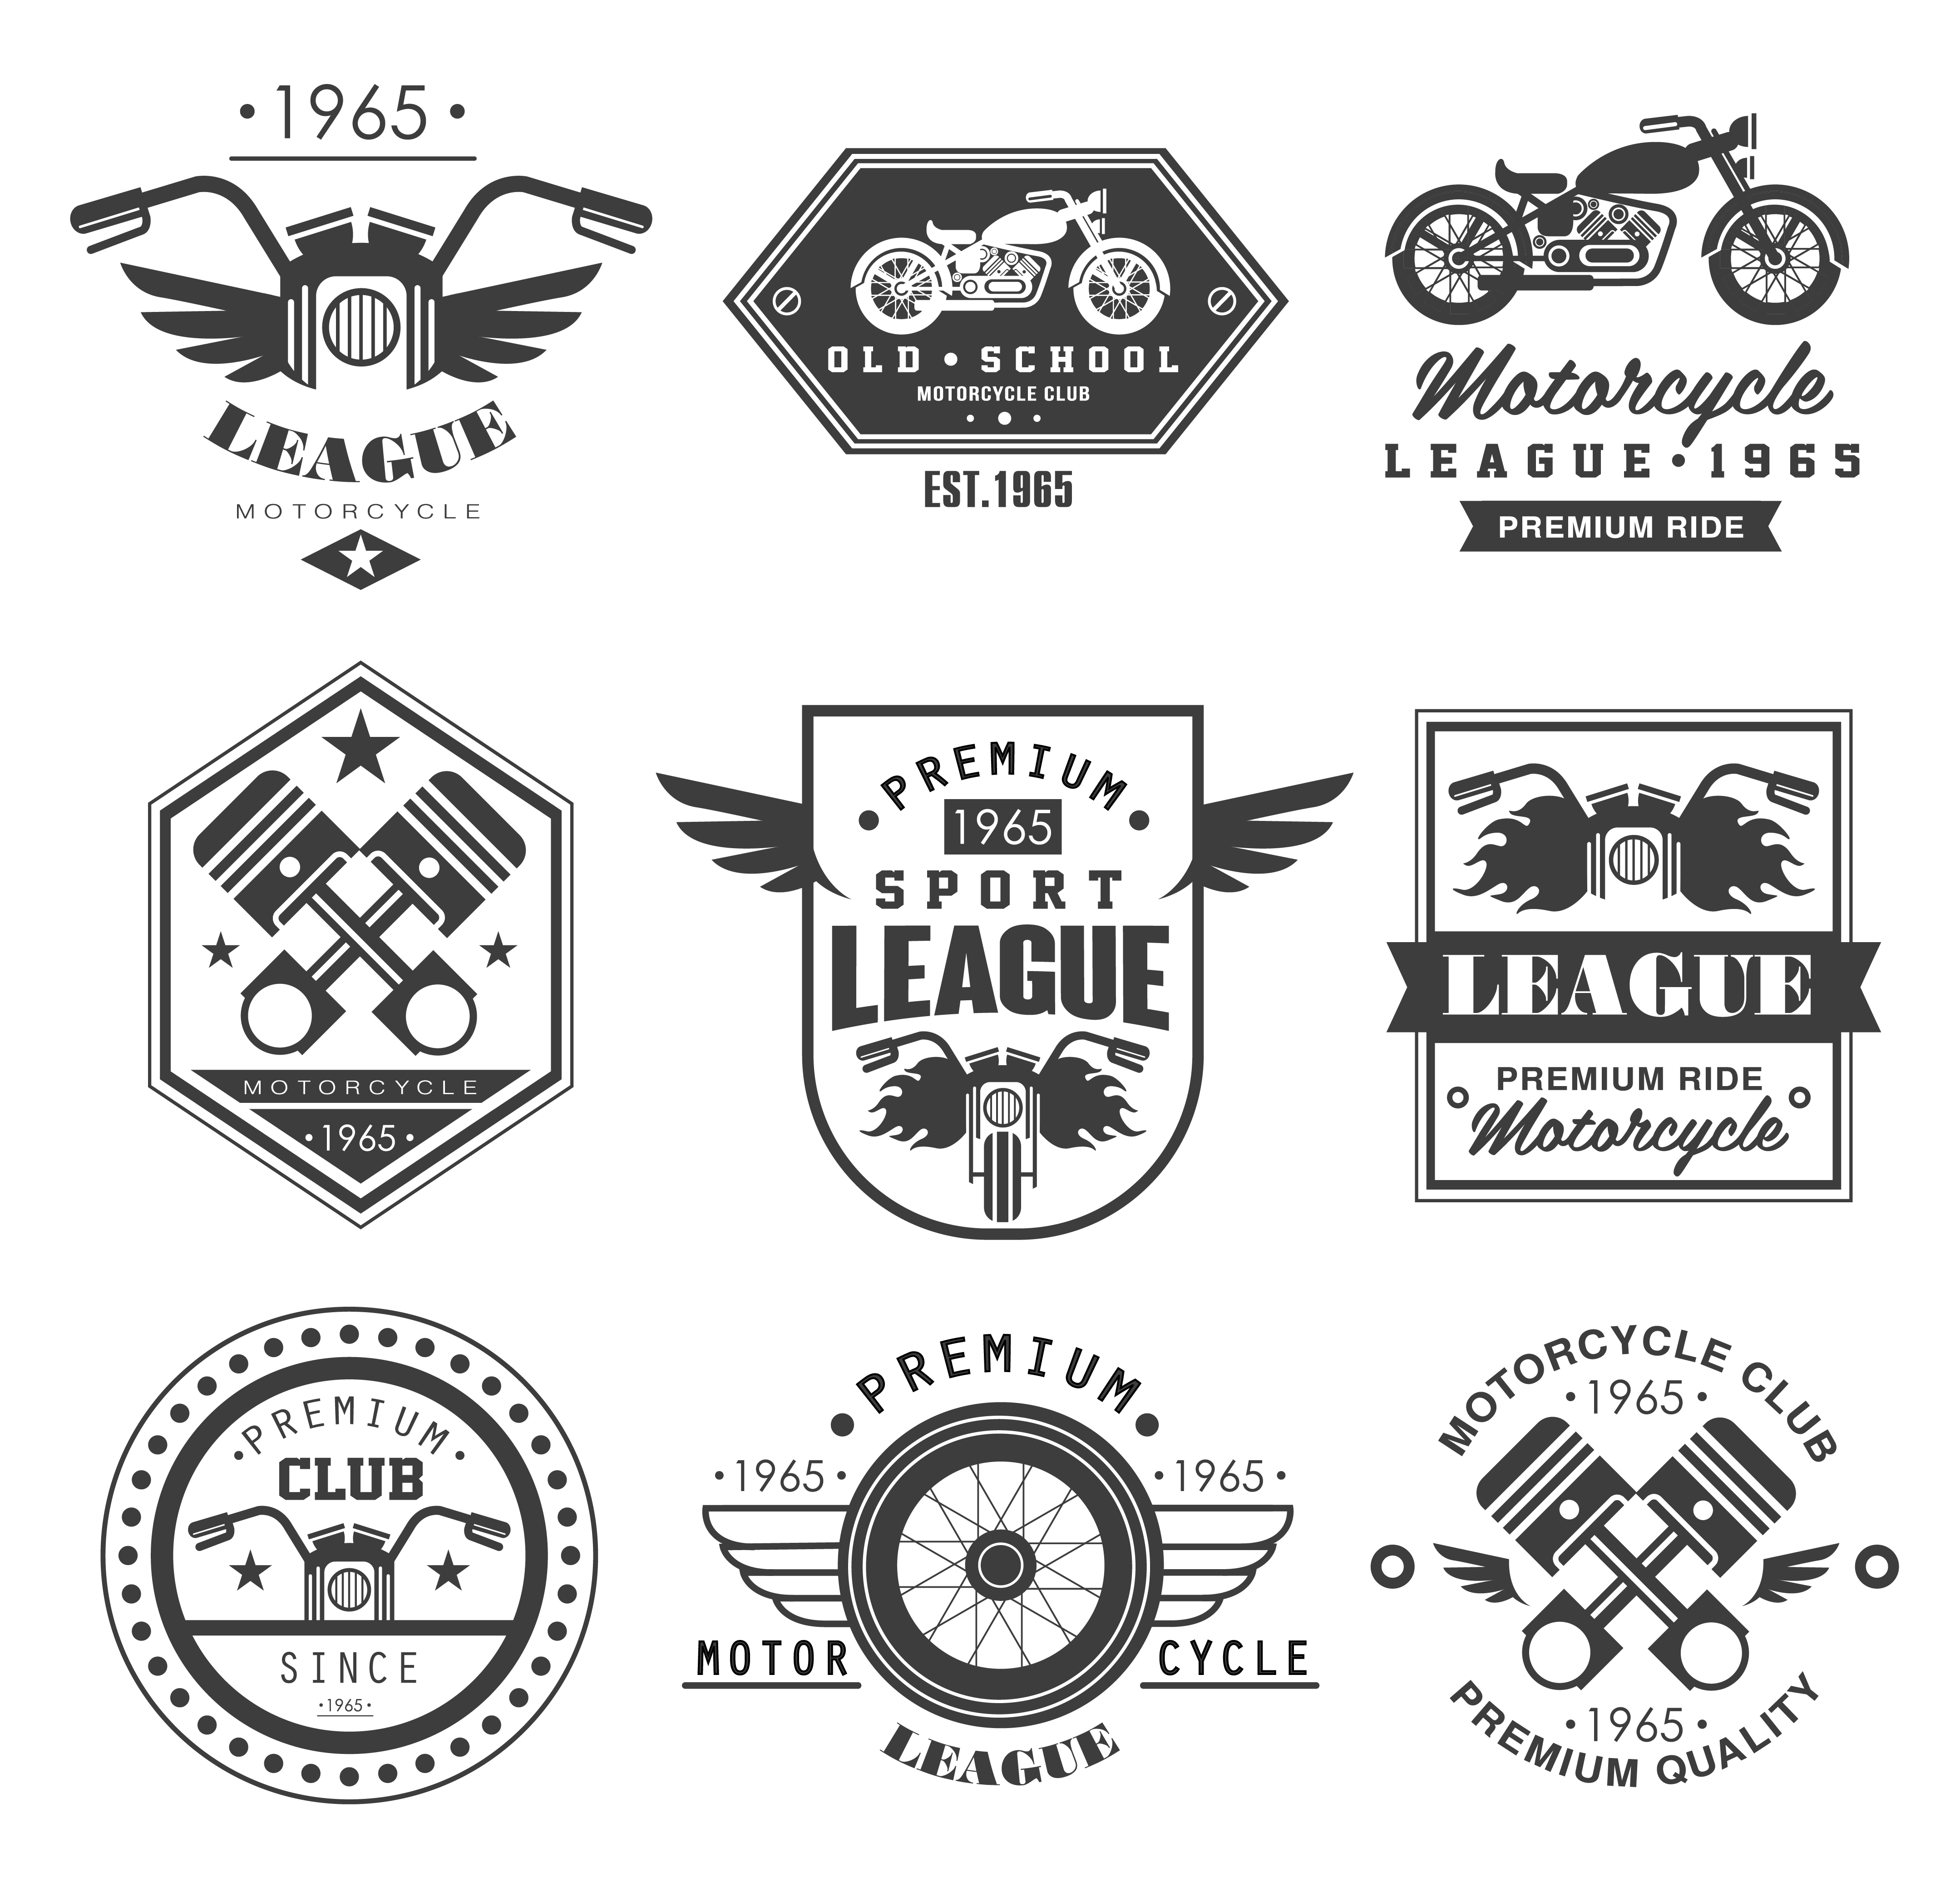 • 1965 •
LEAGUE
MOTORCYCLE
OLD • SCHOOL
MOTORCYCLE CLUB
EST.1965
Motorcycle
LEAGUE • 1965
PREMIUM RIDE
MOTORCYCLE
• 1965 •
• PREMIUM •
1965
SPORT
LEAGUE
LEAGUE
PREMIUM RIDE
Motorcycle
• PREMIUM •
CLUB
SINCE
• 1965 •
• PREMIUM •
• 1965 • • 1965 •
MOTOR CYCLE
LEAGUE
MOTORCYCLE CLUB
• 1965 •
• 1965 •
PREMIUM QUALITY